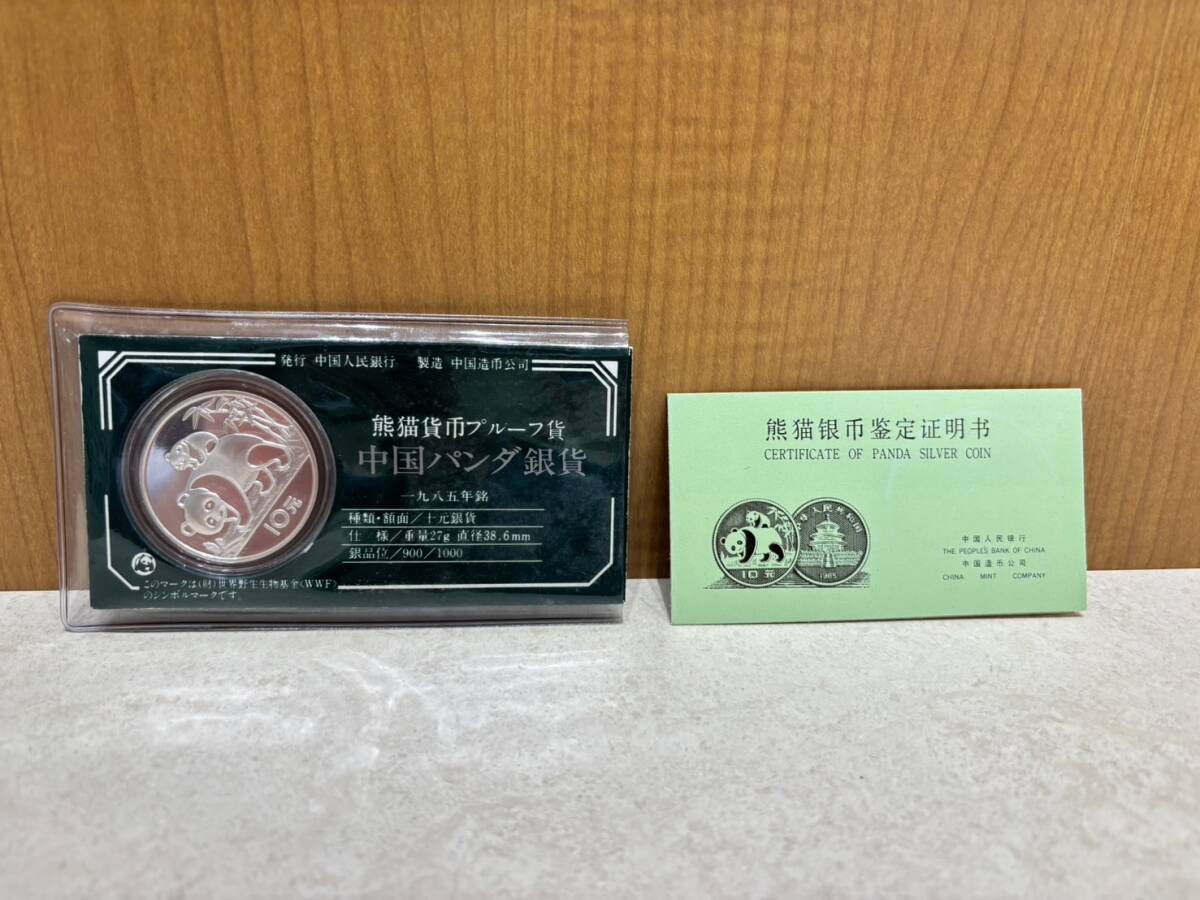 発行 中国人民銀行 製造 中国造币公司
熊猫貨币プルーフ貨
中国パンダ銀貨
一九八五年銘
種類・額面／十元銀貨
仕 様／重量27g 直径38.6mm
銀品位／900／1000
10元
このマークは(財)世界野生生物基金〈WWF〉
のシンボルマークです。
熊猫银币鉴定证明书
CERTIFICATE OF PANDA SILVER COIN
10元
1985
中国人民银行
THE PEOPLE'S BANK OF CHINA
中国造币公司
CHINA MINT COMPANY